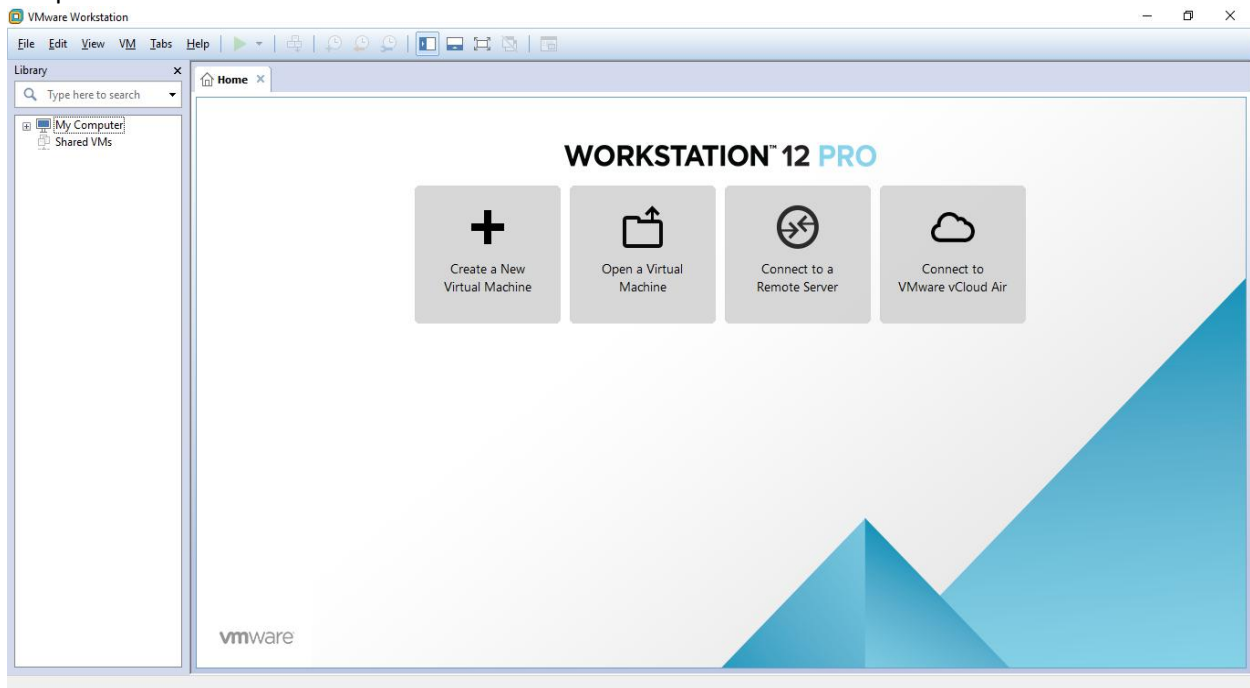 VMware Workstation
File Edit View VM Tabs Help
Library
Type here to search
My Computer
Shared VMs
Home
WORKSTATION™ 12 PRO
Create a New
Virtual Machine
Open a Virtual
Machine
Connect to a
Remote Server
Connect to
VMware vCloud Air
vmware